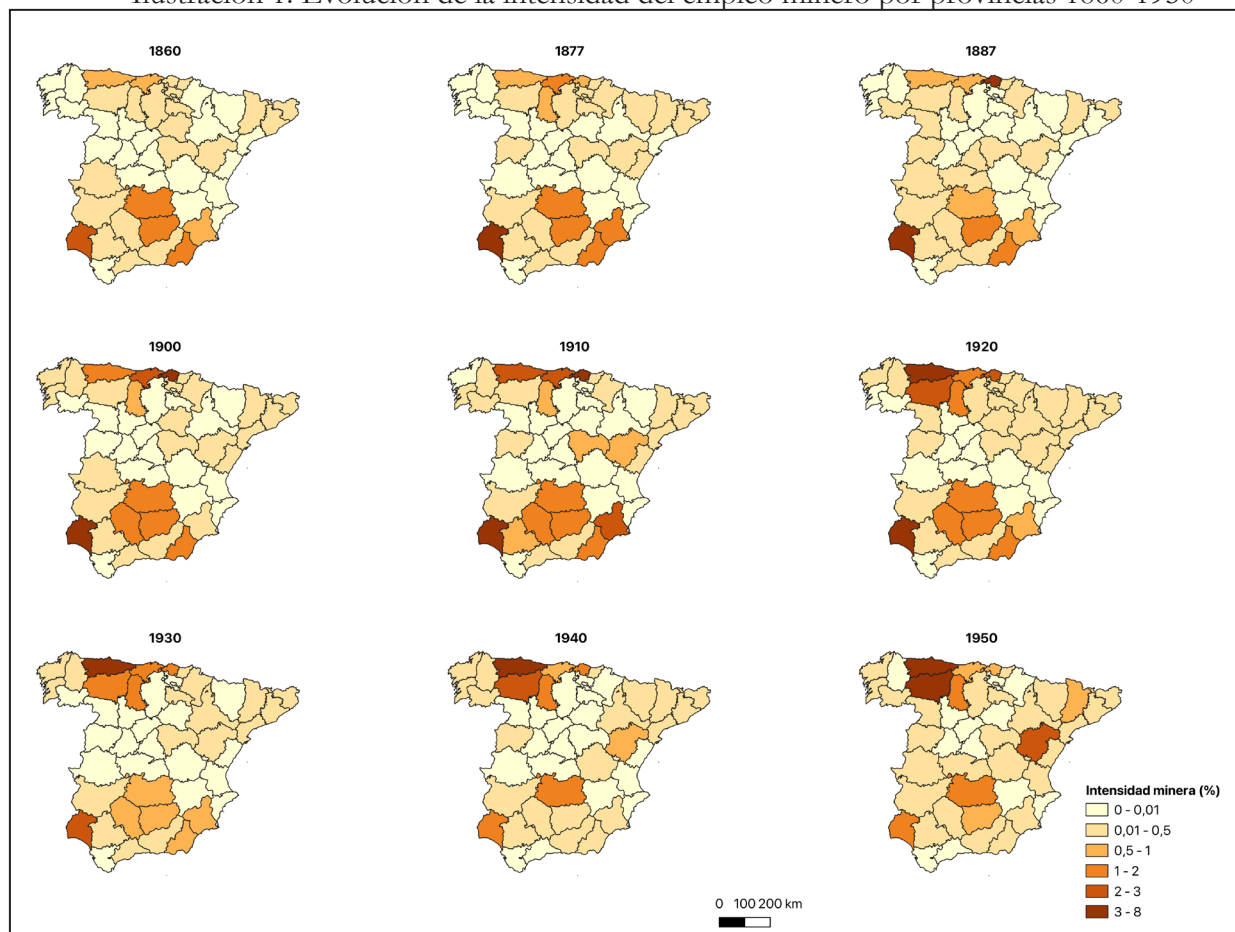 Ilustración 1. Evolución de la intensidad del empleo minero por provincias 1860-1950
1860
1877
1887
1900
1910
1920
1930
1940
1950
Intensidad minera (%)
0 - 0,01
0,01 - 0,5
0,5 - 1
1 - 2
2 - 3
3 - 8
0 100 200 km